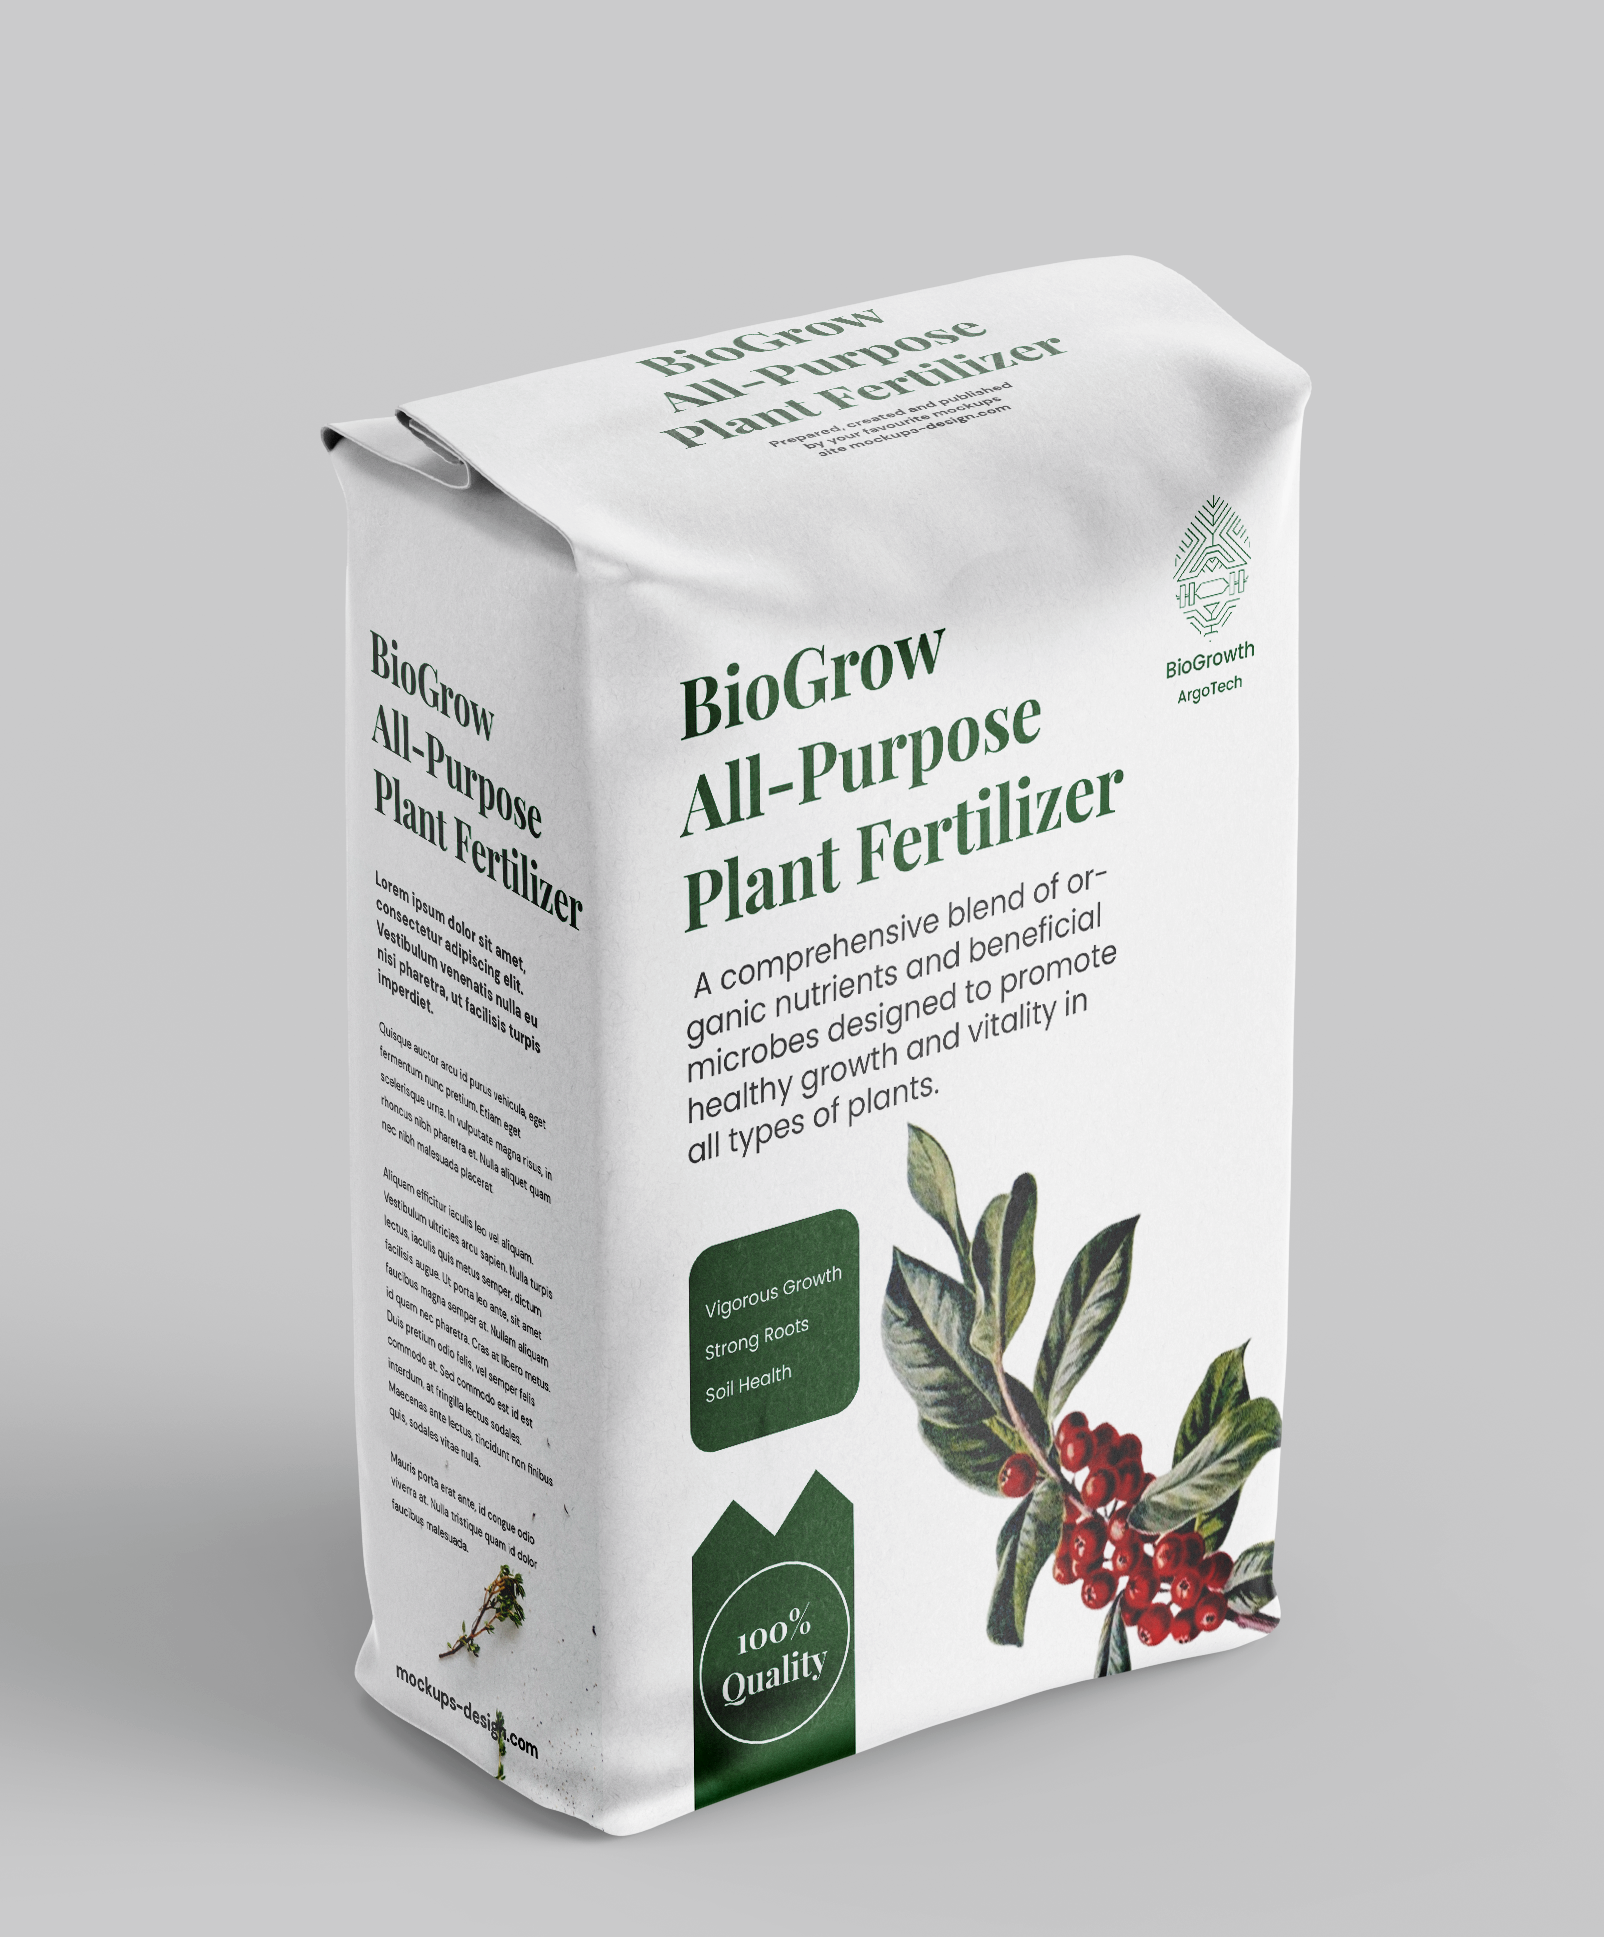 BioGrow
All-Purpose
Plant Fertilizer
Prepared, created and published
by your favourite mockups
site mockups-design.com
BioGrowth
ArgoTech
BioGrow
All-Purpose
Plant Fertilizer
A comprehensive blend of or-
ganic nutrients and beneficial
microbes designed to promote
healthy growth and vitality in
all types of plants.
Vigorous Growth
Strong Roots
Soil Health
100%
Quality
BioGrow
All-Purpose
Plant Fertilizer
Lorem ipsum dolor sit amet,
consectetur adipiscing elit.
Vestibulum venenatis nulla eu
nisi pharetra, ut facilisis turpis
imperdiet.
Quisque auctor arcu id purus vehicula, eget
fermentum nunc pretium. Etiam eget
scelerisque urna. In vulputate magna risus, in
rhoncus nibh pharetra et. Nulla aliquet quam
nec nibh malesuada placerat.
Aliquam efficitur iaculis leo vel aliquam.
Vestibulum ultricies arcu sapien. Nulla turpis
lectus, iaculis quis metus semper, dictum
facilisis augue. Ut porta leo ante, sit amet
faucibus magna semper at. Nullam aliquam
id quam nec pharetra. Cras at libero metus.
Duis pretium odio felis, vel semper felis
commodo at. Sed commodo est id est
interdum, at fringilla lectus sodales.
Maecenas ante lectus, tincidunt non finibus
quis, sodales vitae nulla.
Mauris porta erat ante, id congue odio
viverra at. Nulla tristique quam id dolor
faucibus malesuada.
mockups-design.com